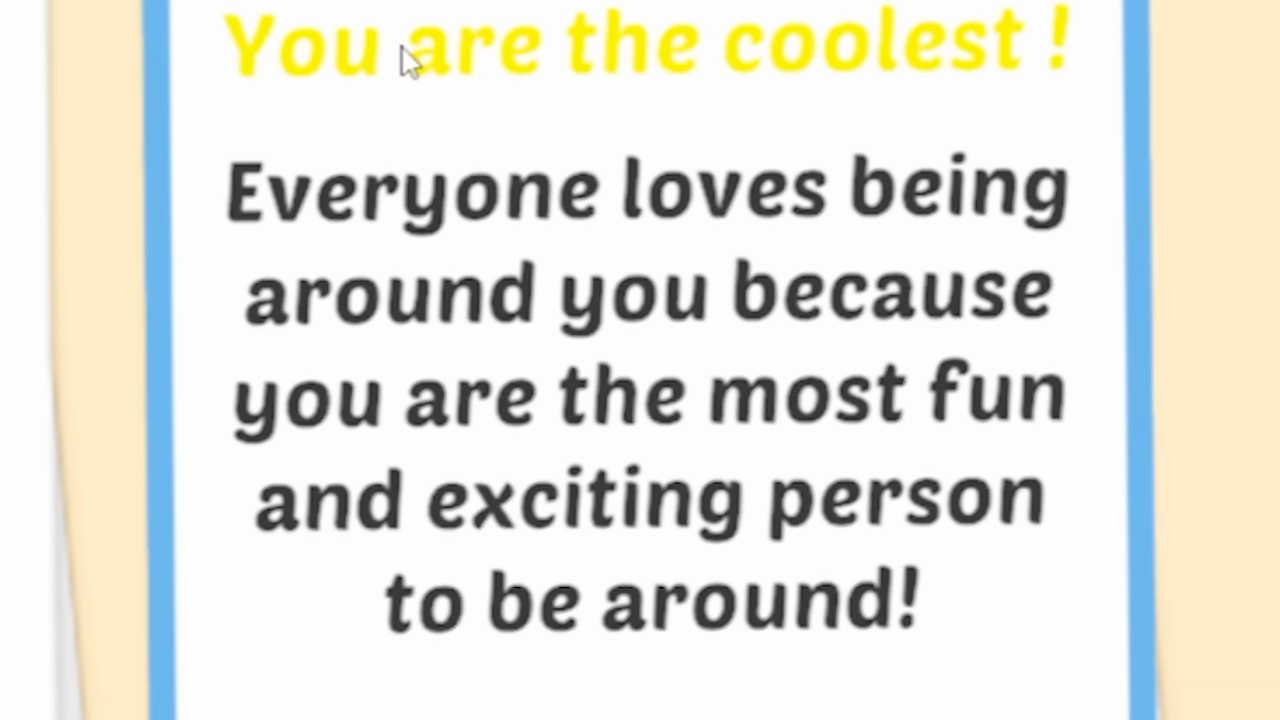 You are the coolest !
Everyone loves being
around you because
you are the most fun
and exciting person
to be around!